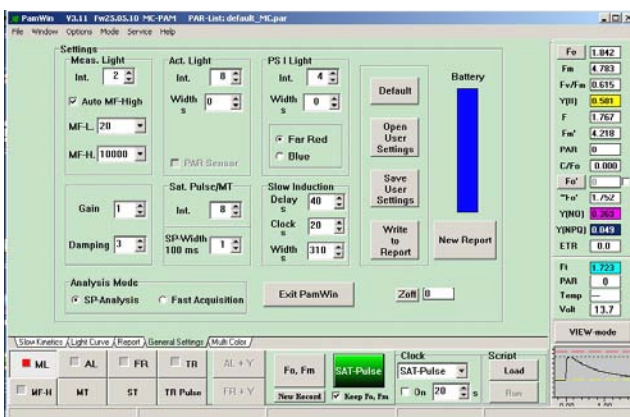 PamWin V3.11 Fw25.05.10 MC-PAM PAR-List: default_MC.par
File Window Options Mode Service Help
Settings
Meas. Light
Int. 2
Auto MF-High
MF-L. 20
MF-H. 10000
Act. Light
Int. 8
Width s 0
PAR Sensor
PS I Light
Int. 4
Width s 0
Far Red
Blue
Default
Open User Settings
Save User Settings
Write to Report
Battery
New Report
Gain 1
Damping 3
Sat. Pulse/MT
Int. 8
SP-Width 100 ms 1
Slow Induction
Delay s 40
Clock s 20
Width s 310
Analysis Mode
SP-Analysis Fast Acquisition
Exit PamWin
Zoff 0
Slow Kinetics Light Curve Report General Settings Multi Color
ML AL FR TR AL + Y
MF-H MT ST TR Pulse FR + Y
Fo, Fm
New Record
SAT-Pulse
Keep Fo, Fm
Clock
SAT-Pulse
On 20 s
Script
Load
Run
Fo 1.842
Fm 4.783
Fv/Fm 0.615
Y(II) 0.581
F 1.767
Fm' 4.218
PAR 0
C/Fo 0.000
Fo' 0
"Fo' 1.752
Y(NO)
Y(NPQ) 0.049
ETR 0.0
Ft 1.723
PAR 0
Temp ---
Volt 13.7
VIEW-mode
0.00 1.00